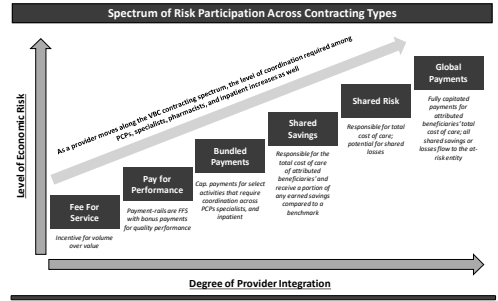 Spectrum of Risk Participation Across Contracting Types
Level of Economic Risk
As a provider moves along the VBC contracting spectrum, the level of coordination required among
PCPs, specialists, pharmacists, and inpatient increases as well
Fee For
Service
Incentive for volume
over value
Pay for
Performance
Payment-rails are FFS
with bonus payments
for quality performance
Bundled
Payments
Cap. payments for select
activities that require
coordination across
PCPs specialists, and
inpatient
Shared
Savings
Responsible for the
total cost of care of
attributed
beneficiaries' and
receive a portion of
any earned savings
compared to a
benchmark
Shared Risk
Responsible for total
cost of care;
potential for shared
losses
Global
Payments
Fully capitated
payments for
attributed
beneficiaries' total
cost of care; all
shared savings or
losses flow to the at-
risk entity
Degree of Provider Integration